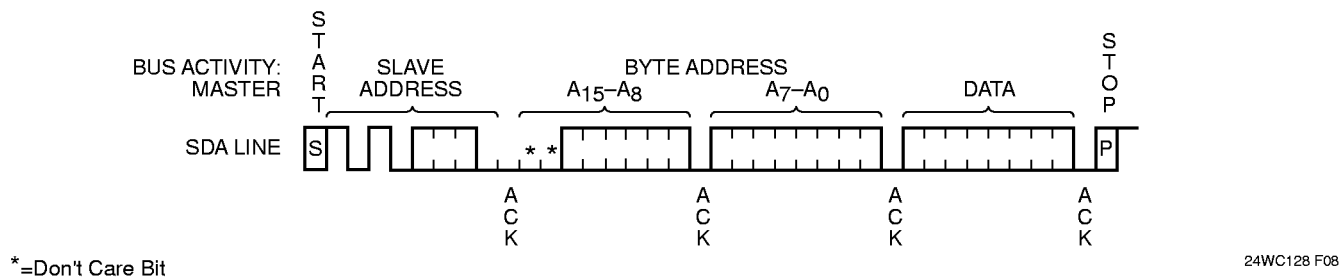 START
STOP
BUS ACTIVITY:
MASTER
SLAVE
ADDRESS
BYTE ADDRESS
A15–A8
A7–A0
DATA
SDA LINE
S
* *
P
ACK
ACK
ACK
ACK
*=Don't Care Bit
24WC128 F08